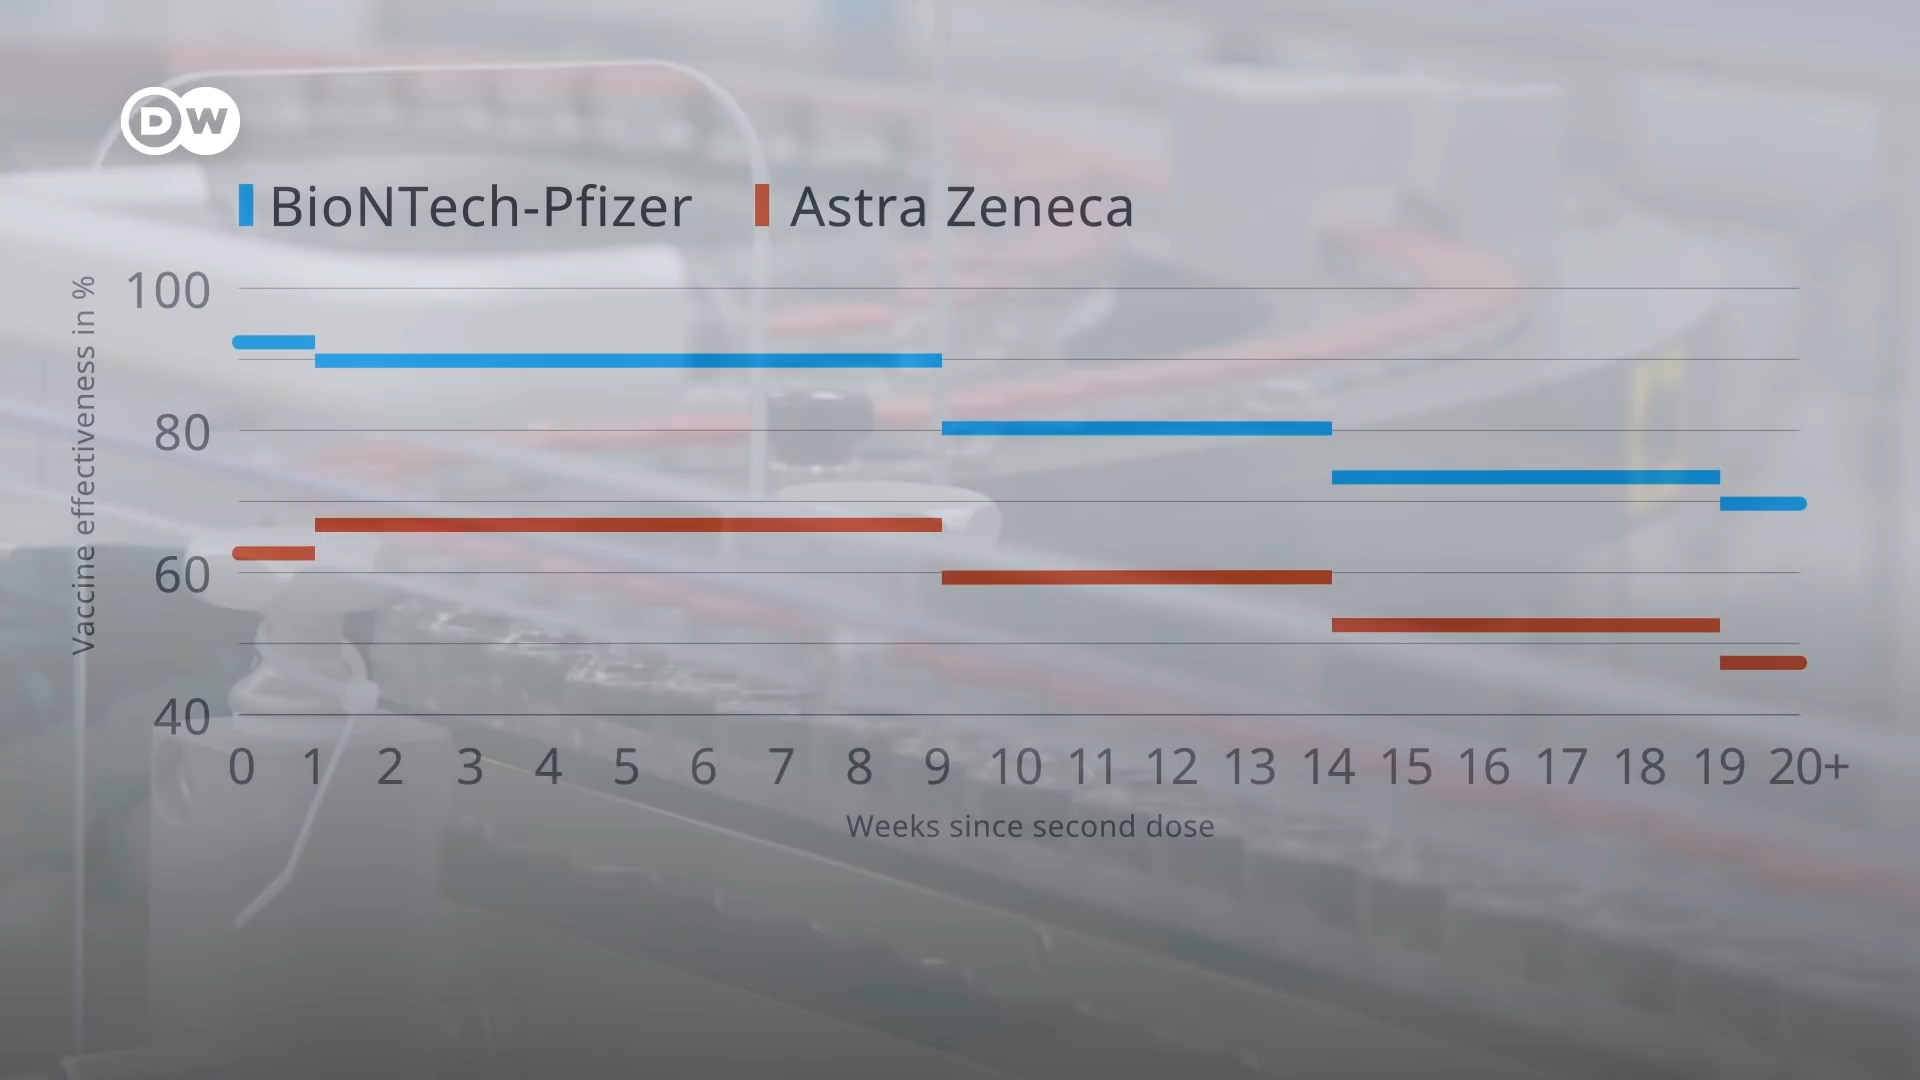 DW
BioNTech-Pfizer
Astra Zeneca
Vaccine effectiveness in %
100
80
60
40
0 1 2 3 4 5 6 7 8 9 10 11 12 13 14 15 16 17 18 19 20+
Weeks since second dose